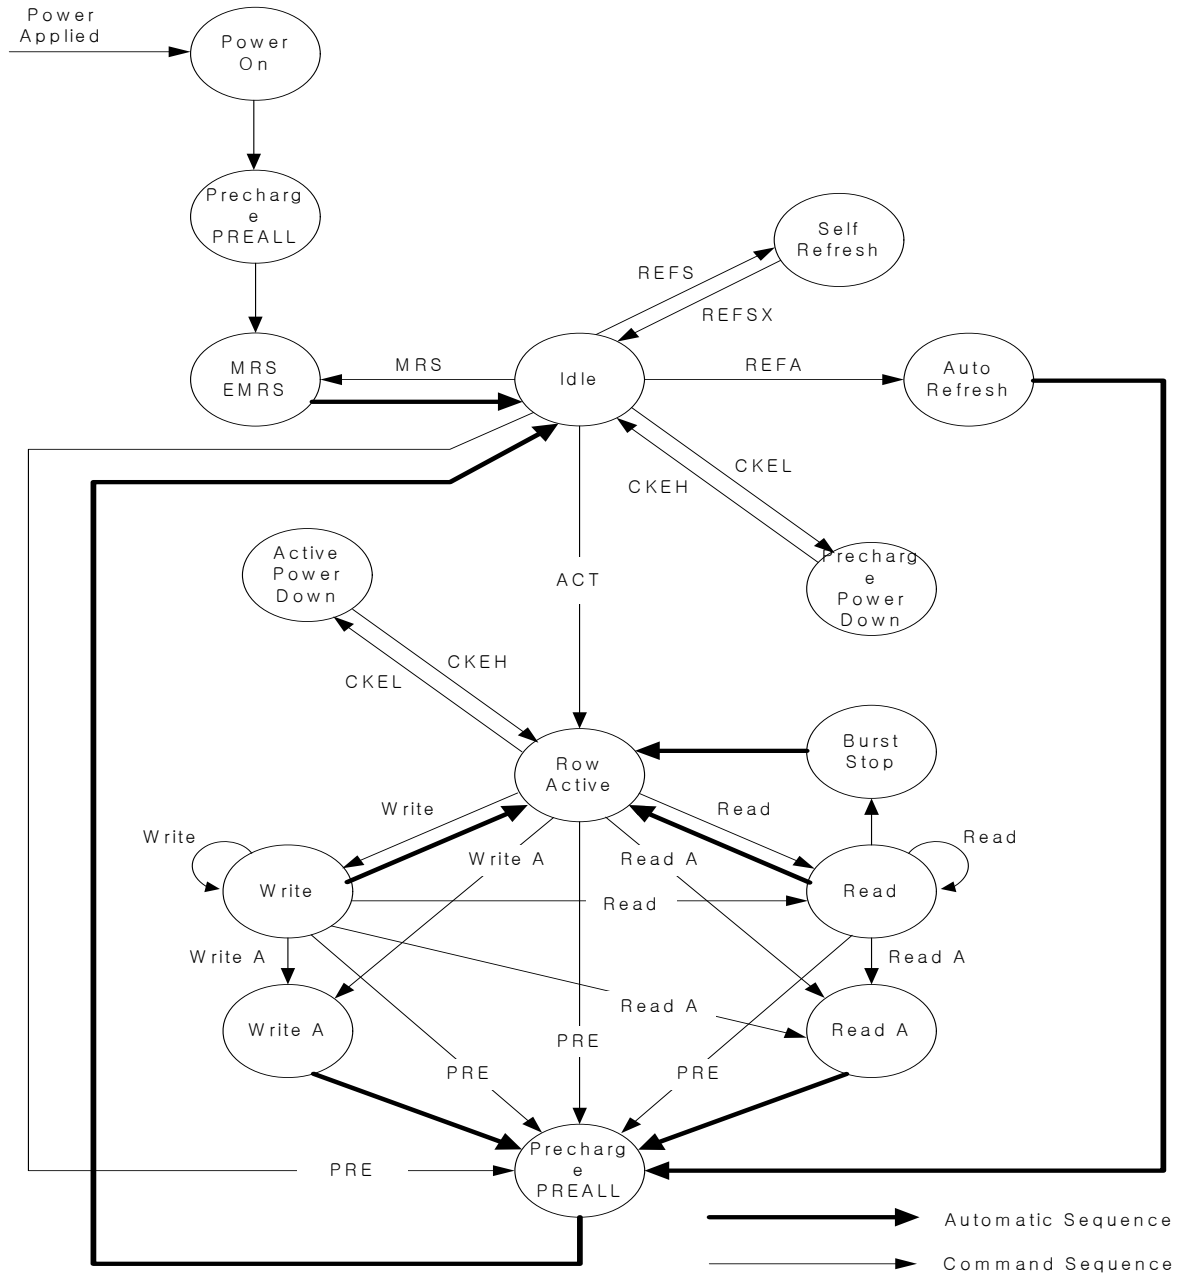 Power
Applied
Power
On
Precharg
e
PREALL
Self
Refresh
REFS
REFSX
MRS
EMRS
MRS
Idle
REFA
Auto
Refresh
CKEL
CKEH
Active
Power
Down
ACT
Precharg
e
Power
Down
CKEH
CKEL
Row
Active
Burst
Stop
Write
Read
Write
Write A
Read A
Read
Write
Read
Read
Write A
Read A
Write A
Read A
Read A
PRE
PRE
PRE
Precharg
e
PREALL
PRE
Automatic Sequence
Command Sequence